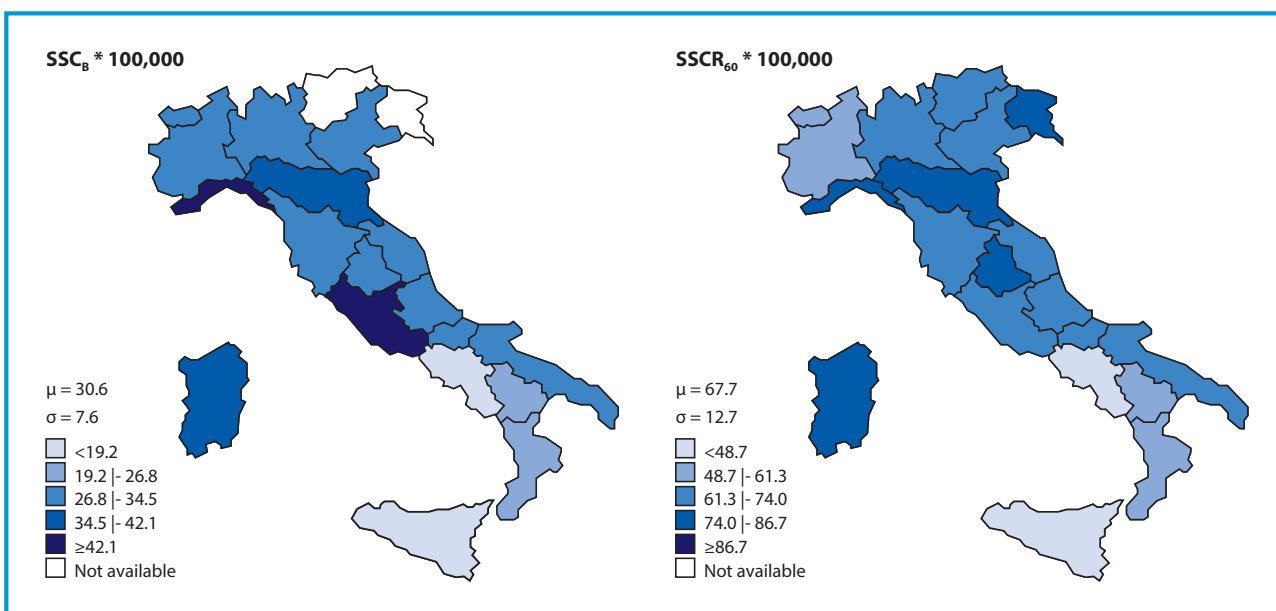 SSC_B * 100,000
μ = 30.6
σ = 7.6
<19.2
19.2 |- 26.8
26.8 |- 34.5
34.5 |- 42.1
≥42.1
Not available
SSCR_60 * 100,000
μ = 67.7
σ = 12.7
<48.7
48.7 |- 61.3
61.3 |- 74.0
74.0 |- 86.7
≥86.7
Not available